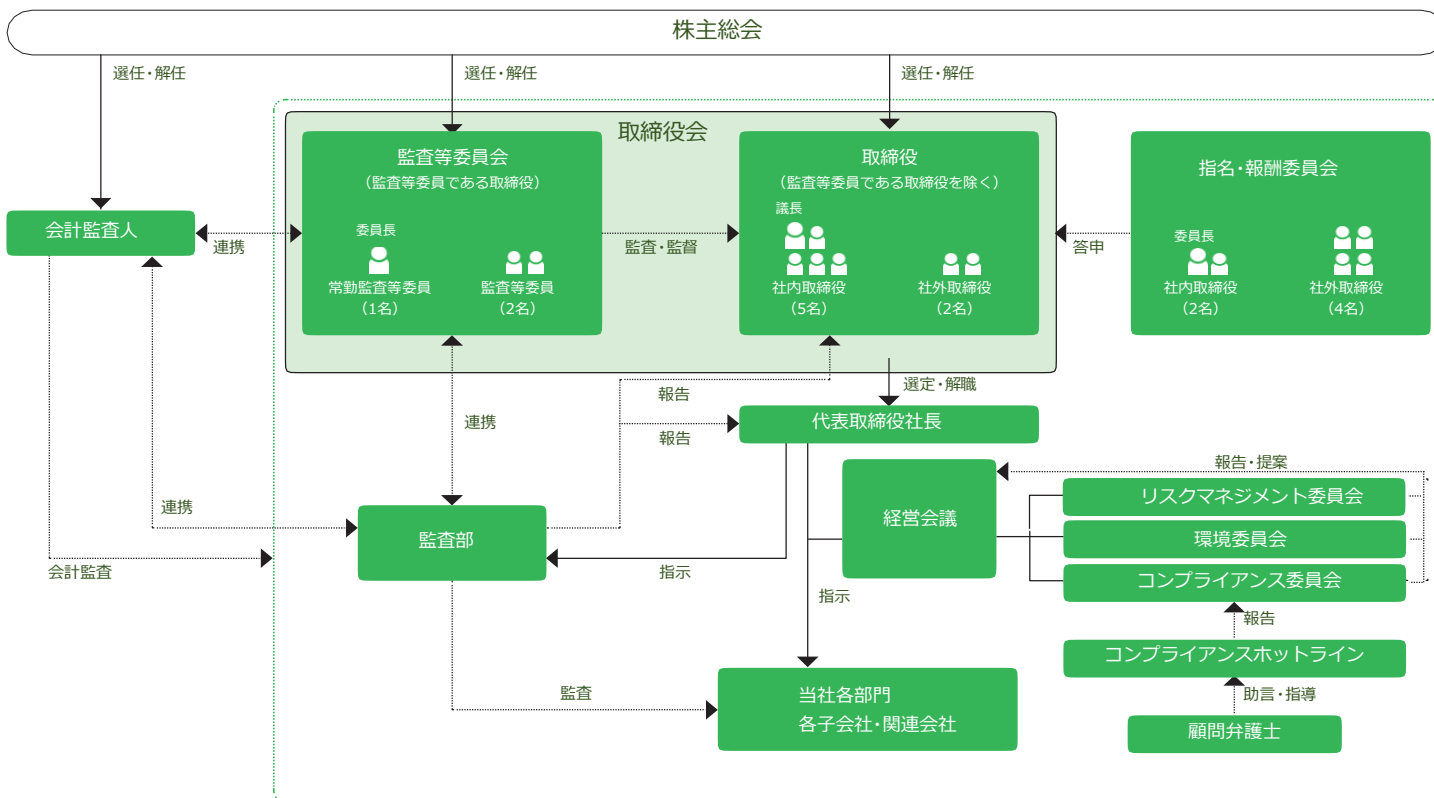 株主総会
選任・解任
選任・解任
選任・解任
取締役会
監査等委員会
（監査等委員である取締役）
委員長
常勤監査等委員
（1名）
監査等委員
（2名）
取締役
（監査等委員である取締役を除く）
議長
社内取締役
（5名）
社外取締役
（2名）
指名・報酬委員会
委員長
社内取締役
（2名）
社外取締役
（4名）
会計監査人
連携
監査・監督
答申
報告
選定・解職
連携
報告
代表取締役社長
報告・提案
リスクマネジメント委員会
経営会議
環境委員会
コンプライアンス委員会
連携
監査部
会計監査
指示
指示
報告
コンプライアンスホットライン
助言・指導
顧問弁護士
監査
当社各部門
各子会社・関連会社